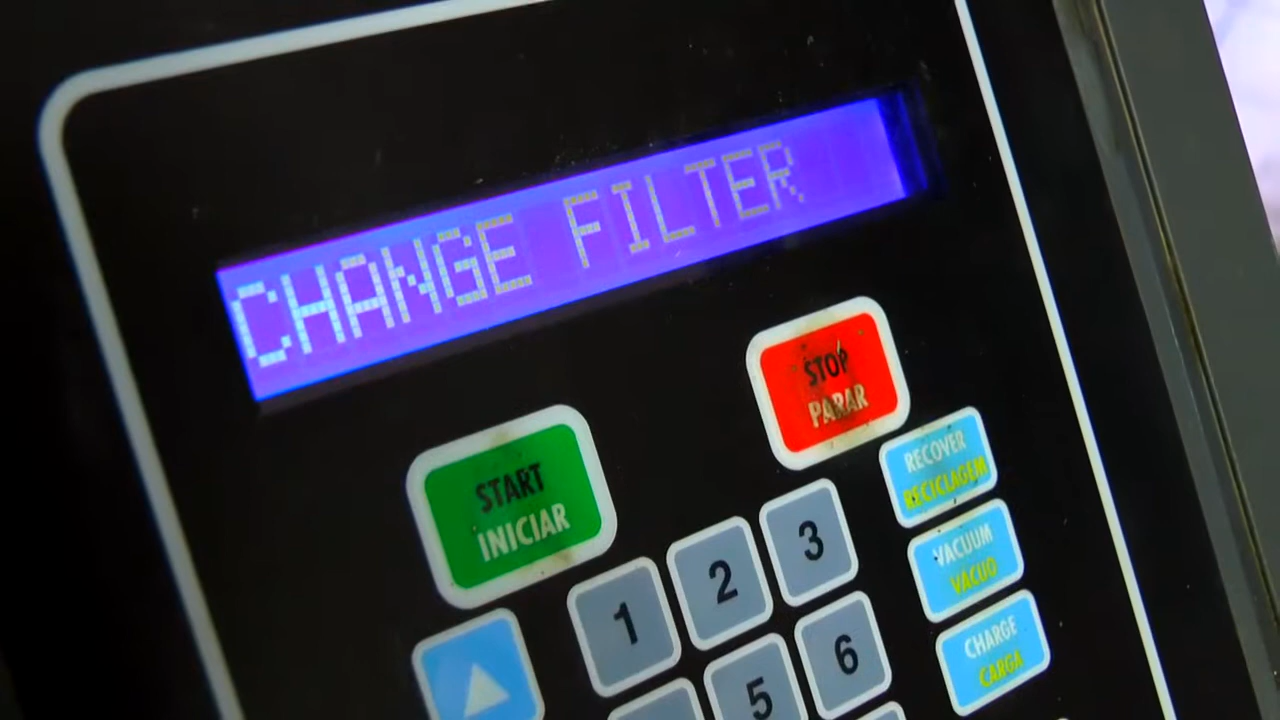 CHANGE FILTER
STOP
PARAR
START
INICIAR
RECOVER
RECICLAGEM
VACUUM
VÁCUO
CHARGE
CARGA
1
2
3
5
6